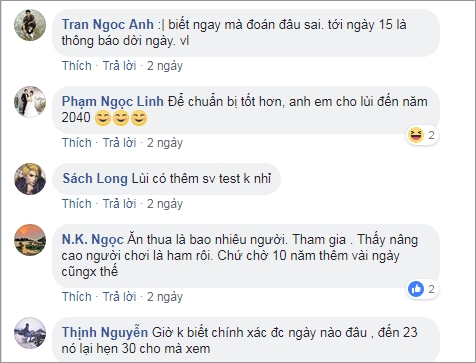 Tran Ngoc Anh :| biết ngay mà đoán đâu sai. tới ngày 15 là
thông báo dời ngày. vl
Thích · Trả lời · 2 ngày
Phạm Ngọc Linh Để chuẩn bị tốt hơn, anh em cho lùi đến năm
2040 😊😊😊
2
Thích · Trả lời · 2 ngày
Sách Long Lùi có thêm sv test k nhỉ
Thích · Trả lời · 2 ngày
N.K. Ngọc Ăn thua là bao nhiêu người. Tham gia . Thấy nâng
cao người chơi là ham rôi. Chứ chờ 10 năm thêm vài ngày
cũngx thế
2
Thích · Trả lời · 2 ngày
Thịnh Nguyễn Giờ k biết chính xác đc ngày nào đâu , đến 23
nó lại hẹn 30 cho mà xem